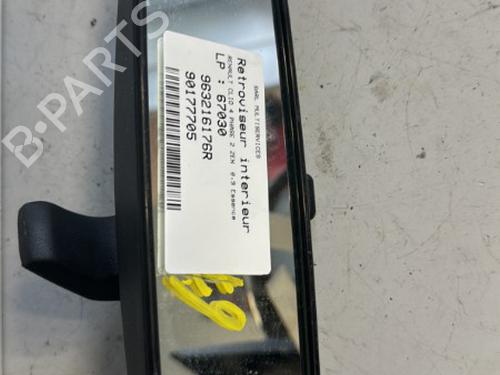 SARL MULTISERVICES
Retroviseur interieur
RENAULT CLIO 4 PHASE 2 ZEN 0.9 Essence
LP : 67030
963216176R
90177705
B-PARTS